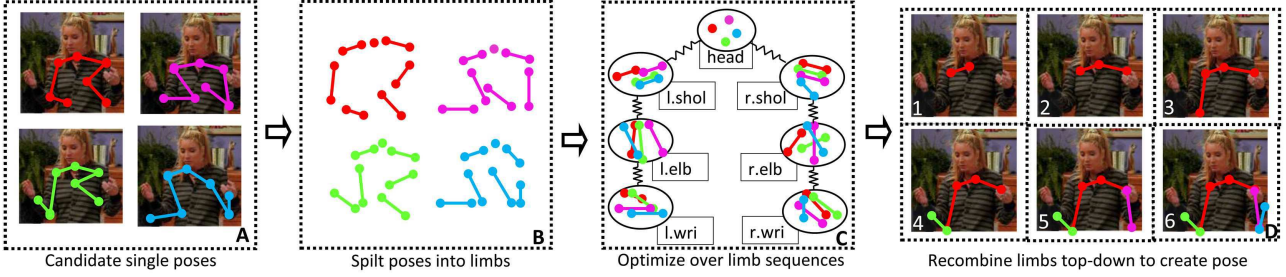 A
Candidate single poses
B
Spilt poses into limbs
head
l.shol
r.shol
l.elb
r.elb
l.wri
r.wri
C
Optimize over limb sequences
1
2
3
4
5
6
D
Recombine limbs top-down to create pose